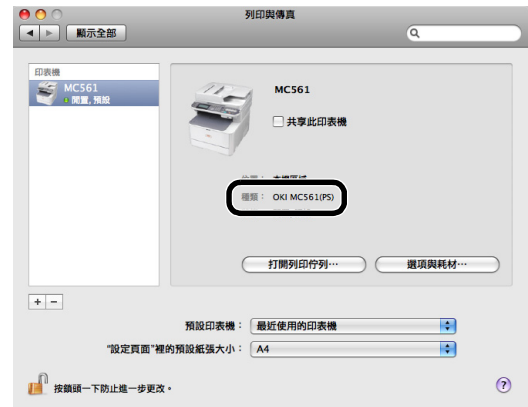 列印與傳真
顯示全部
印表機
MC561
閒置, 預設
MC561
共享此印表機
種類： OKI MC561(PS)
打開列印佇列…
選項與耗材…
+ −
預設印表機： 最近使用的印表機
"設定頁面"裡的預設紙張大小： A4
按鎖頭一下防止進一步更改。
?